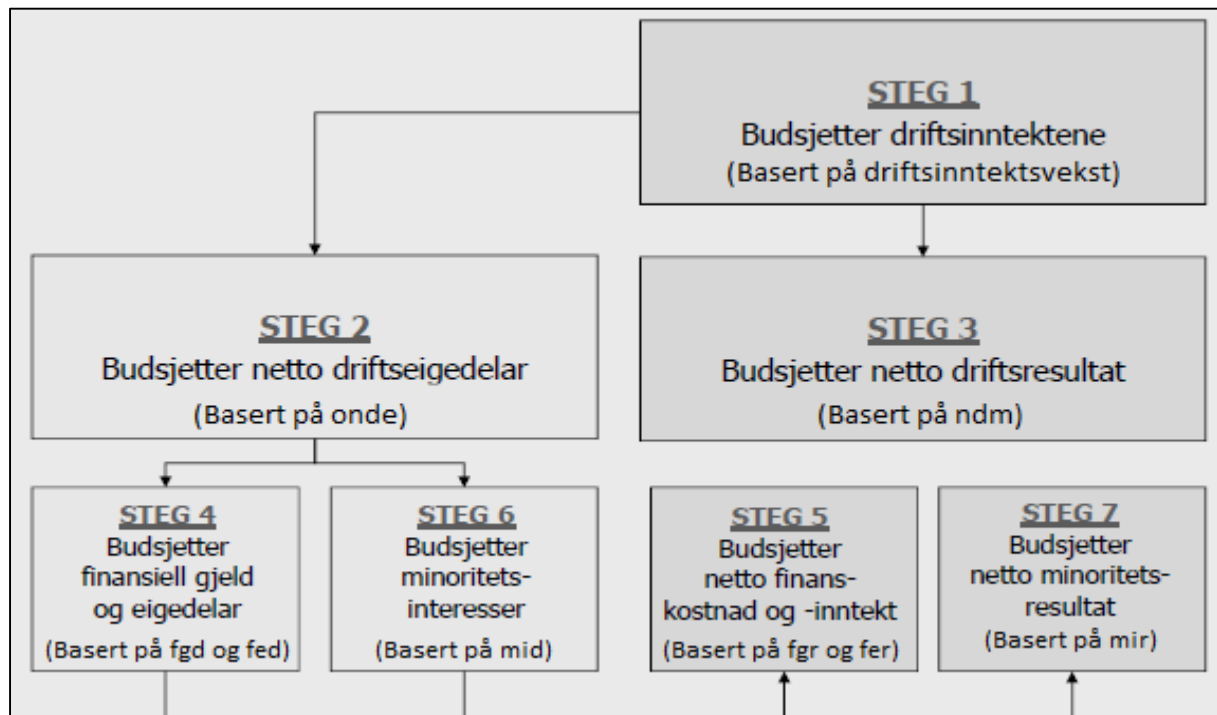 STEG 1
Budsjetter driftsinntektene
(Basert på driftsinntektsvekst)
STEG 2
Budsjetter netto driftseigedelar
(Basert på onde)
STEG 3
Budsjetter netto driftsresultat
(Basert på ndm)
STEG 4
Budsjetter
finansiell gjeld
og eigedelar
(Basert på fgd og fed)
STEG 6
Budsjetter
minoritets-
interesser
(Basert på mid)
STEG 5
Budsjetter
netto finans-
kostnad og -inntekt
(Basert på fgr og fer)
STEG 7
Budsjetter
netto minoritets-
resultat
(Basert på mir)